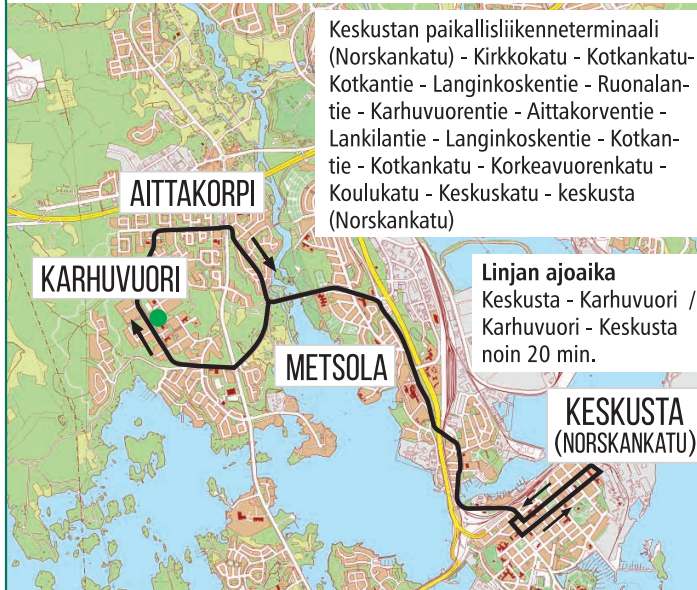 Keskustan paikallisliikenneterminaali
(Norskankatu) - Kirkkokatu - Kotkankatu-
Kotkantie - Langinkoskentie - Ruonalan-
tie - Karhuvuorentie - Aittakorventie -
Lankilantie - Langinkoskentie - Kotkan-
tie - Kotkankatu - Korkeavuorenkatu -
Koulukatu - Keskuskatu - keskusta
(Norskankatu)
AITTAKORPI
KARHUVUORI
Linjan ajoaika
Keskusta - Karhuvuori /
Karhuvuori - Keskusta
noin 20 min.
METSOLA
KESKUSTA
(NORSKANKATU)